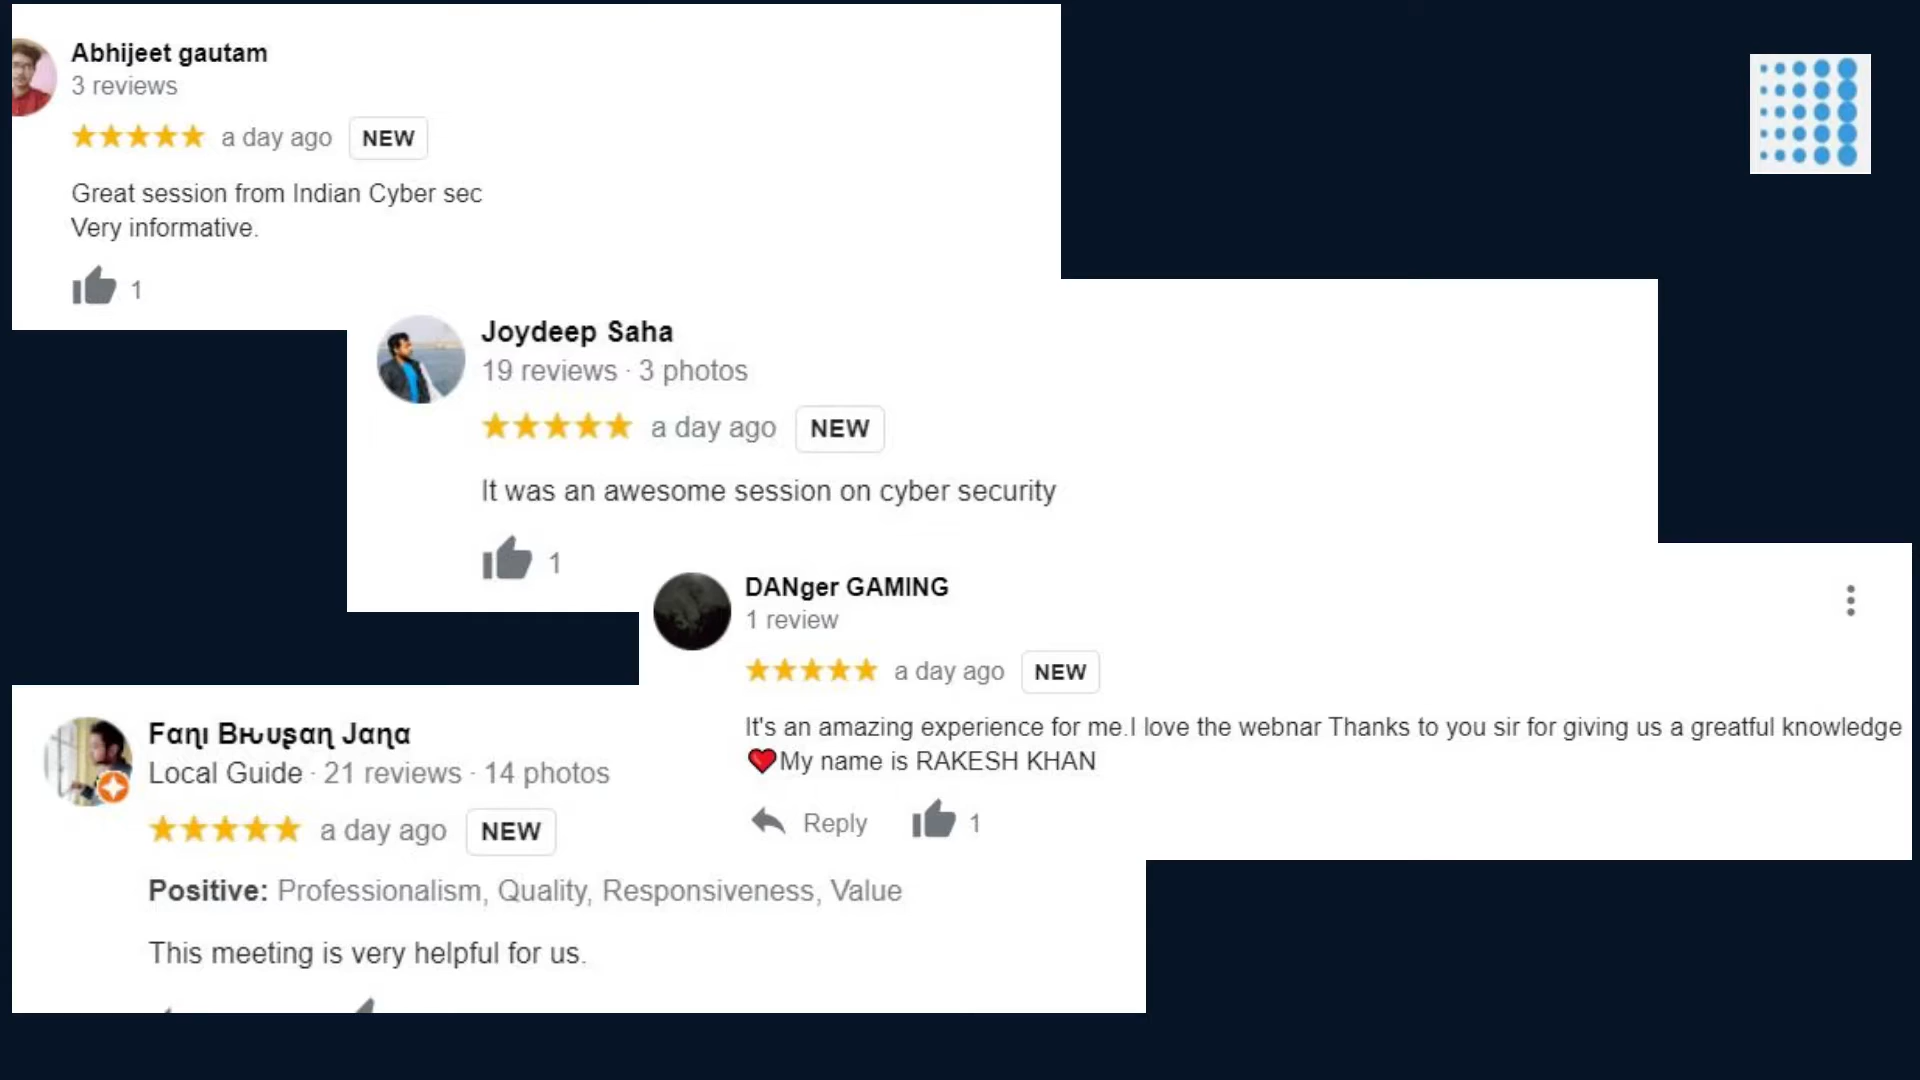 Abhijeet gautam
3 reviews
a day ago NEW
Great session from Indian Cyber sec
Very informative.
1
Joydeep Saha
19 reviews · 3 photos
a day ago NEW
It was an awesome session on cyber security
1
DANger GAMING
1 review
a day ago NEW
It's an amazing experience for me.I love the webnar Thanks to you sir for giving us a greatful knowledge
❤️My name is RAKESH KHAN
Reply 1
Fαɳι Bԋυʂαɳ Jαɳα
Local Guide · 21 reviews · 14 photos
a day ago NEW
Positive: Professionalism, Quality, Responsiveness, Value
This meeting is very helpful for us.